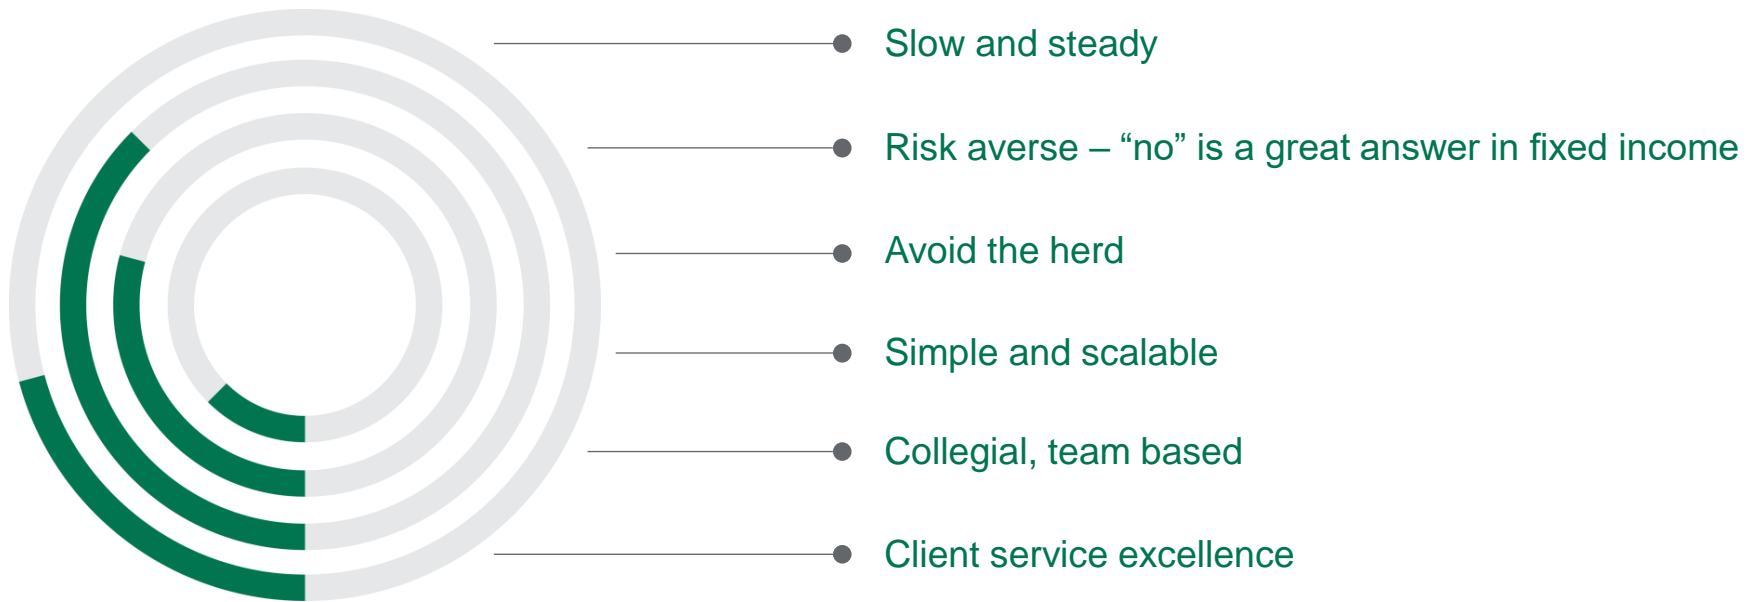 Slow and steady
Risk averse – “no” is a great answer in fixed income
Avoid the herd
Simple and scalable
Collegial, team based
Client service excellence